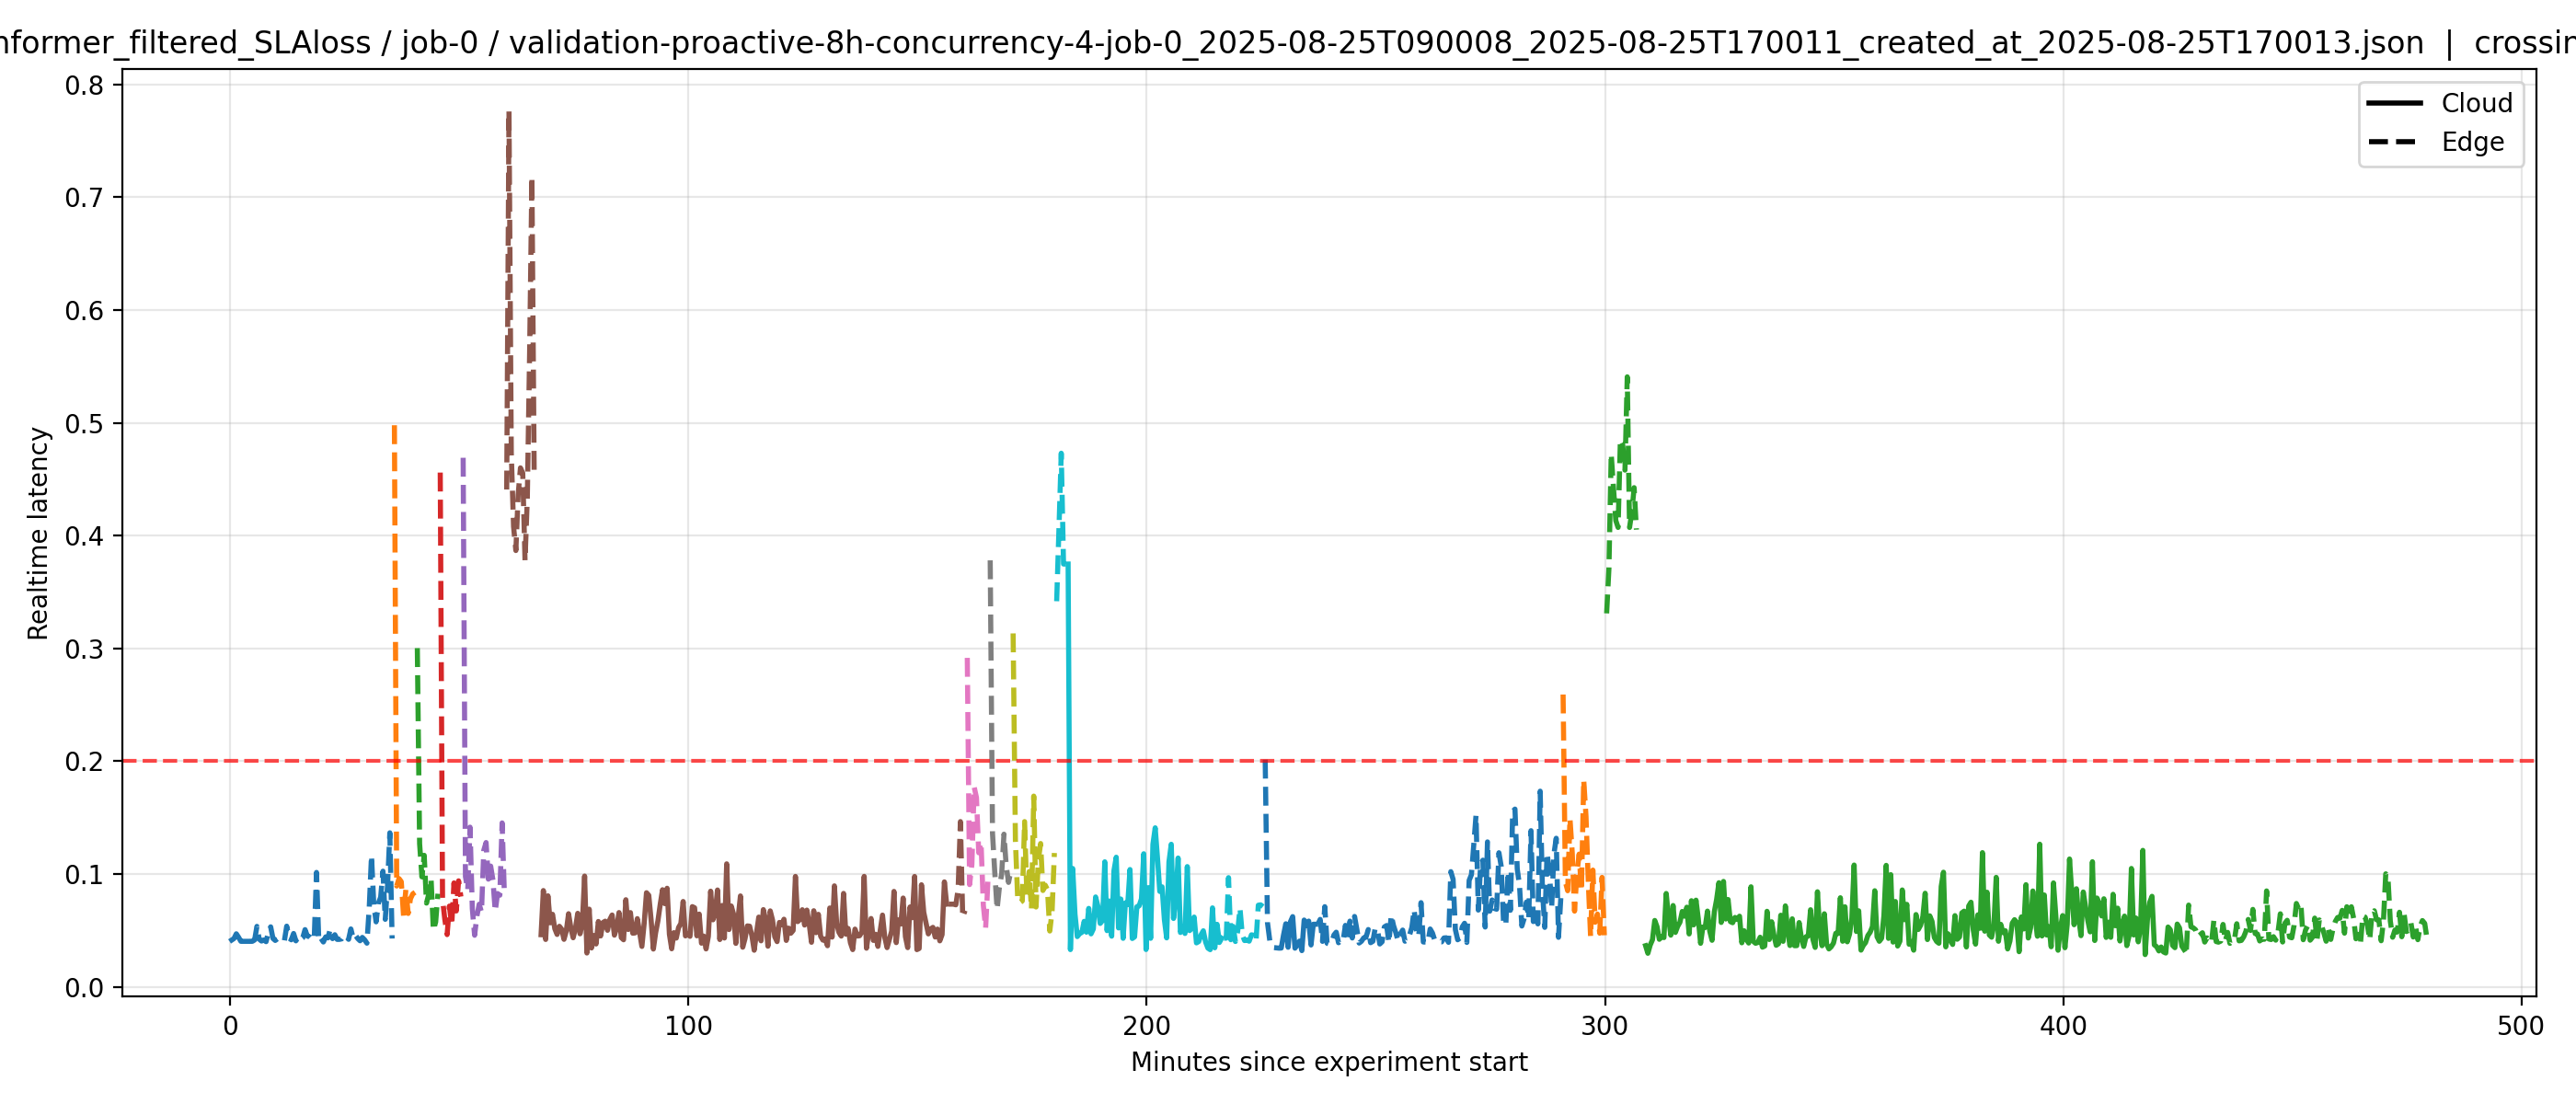 nformer_filtered_SLAloss / job-0 / validation-proactive-8h-concurrency-4-job-0_2025-08-25T090008_2025-08-25T170011_created_at_2025-08-25T170013.json | crossin
Cloud
Edge
Realtime latency
0.8
0.7
0.6
0.5
0.4
0.3
0.2
0.1
0.0
0 100 200 300 400 500
Minutes since experiment start